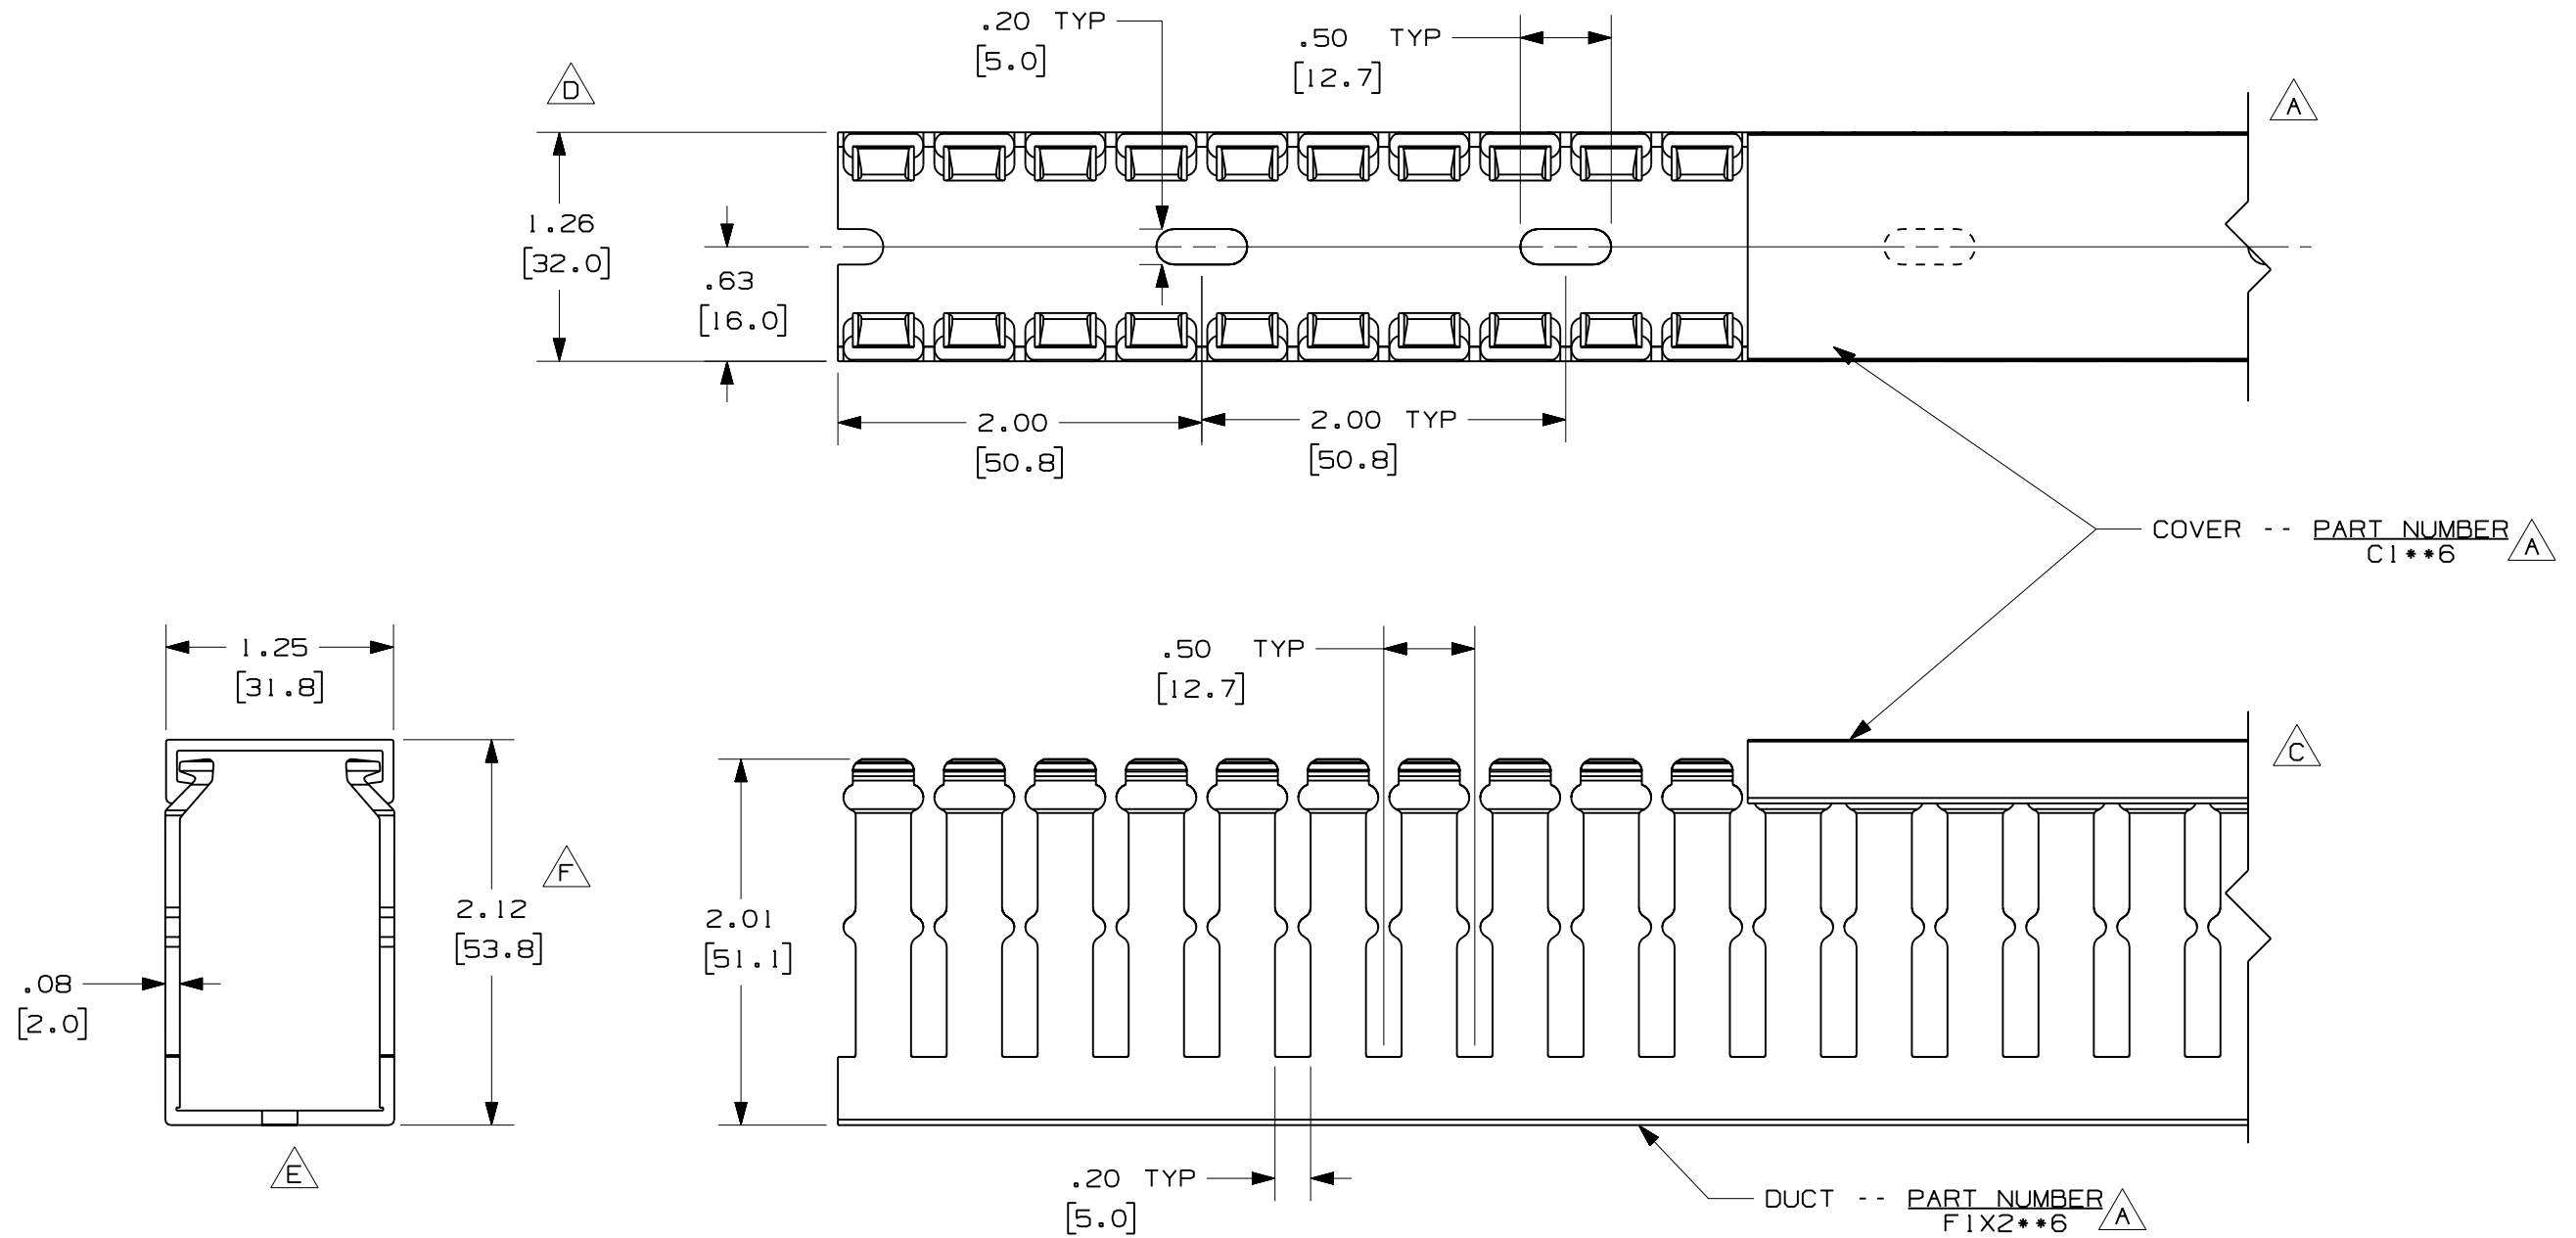 .20 TYP
[5.0]
.50 TYP
[12.7]
D
A
1.26
[32.0]
.63
[16.0]
2.00
[50.8]
2.00 TYP
[50.8]
COVER -- PART NUMBER
C1**6
A
1.25
[31.8]
.50 TYP
[12.7]
C
F
2.12
[53.8]
2.01
[51.1]
.08
[2.0]
E
.20 TYP
[5.0]
DUCT -- PART NUMBER
F1X2**6
A